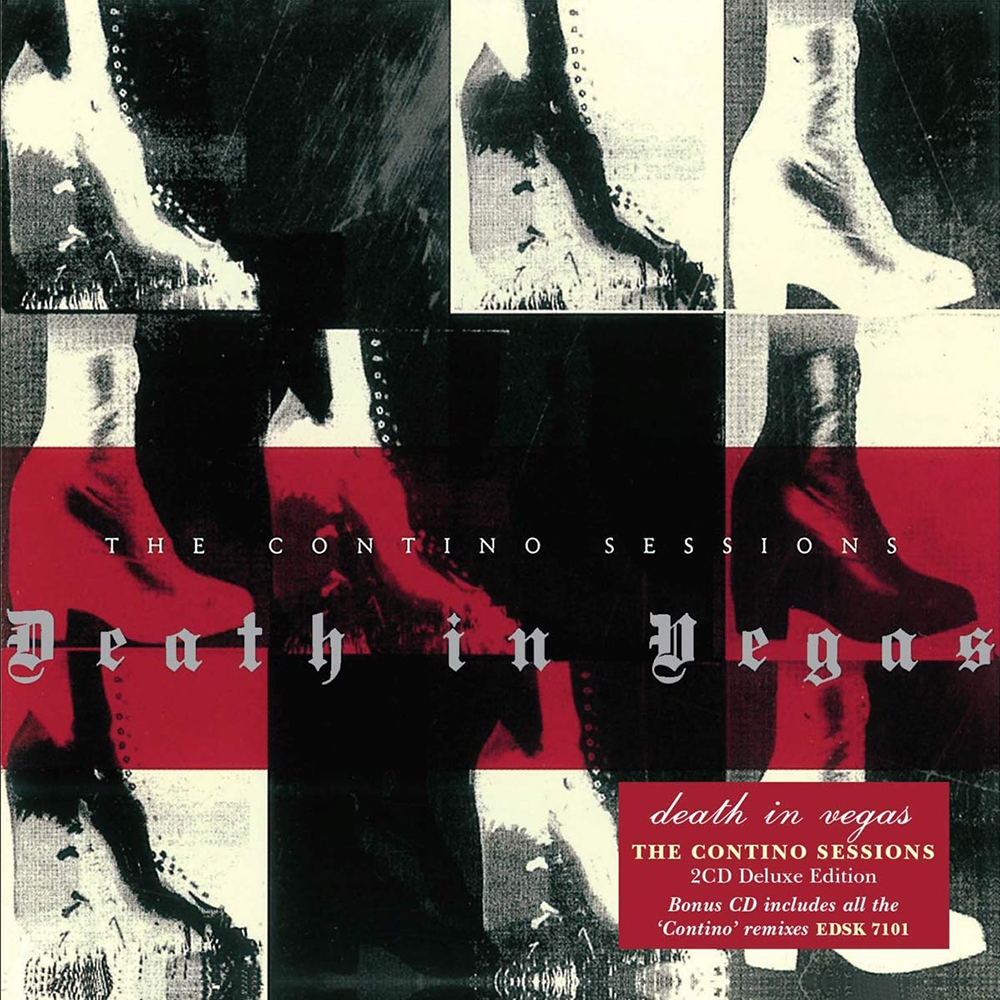 THE CONTINO SESSIONS
Death in Vegas
death in vegas
THE CONTINO SESSIONS
2CD Deluxe Edition
Bonus CD includes all the
‘Contino’ remixes EDSK 7101